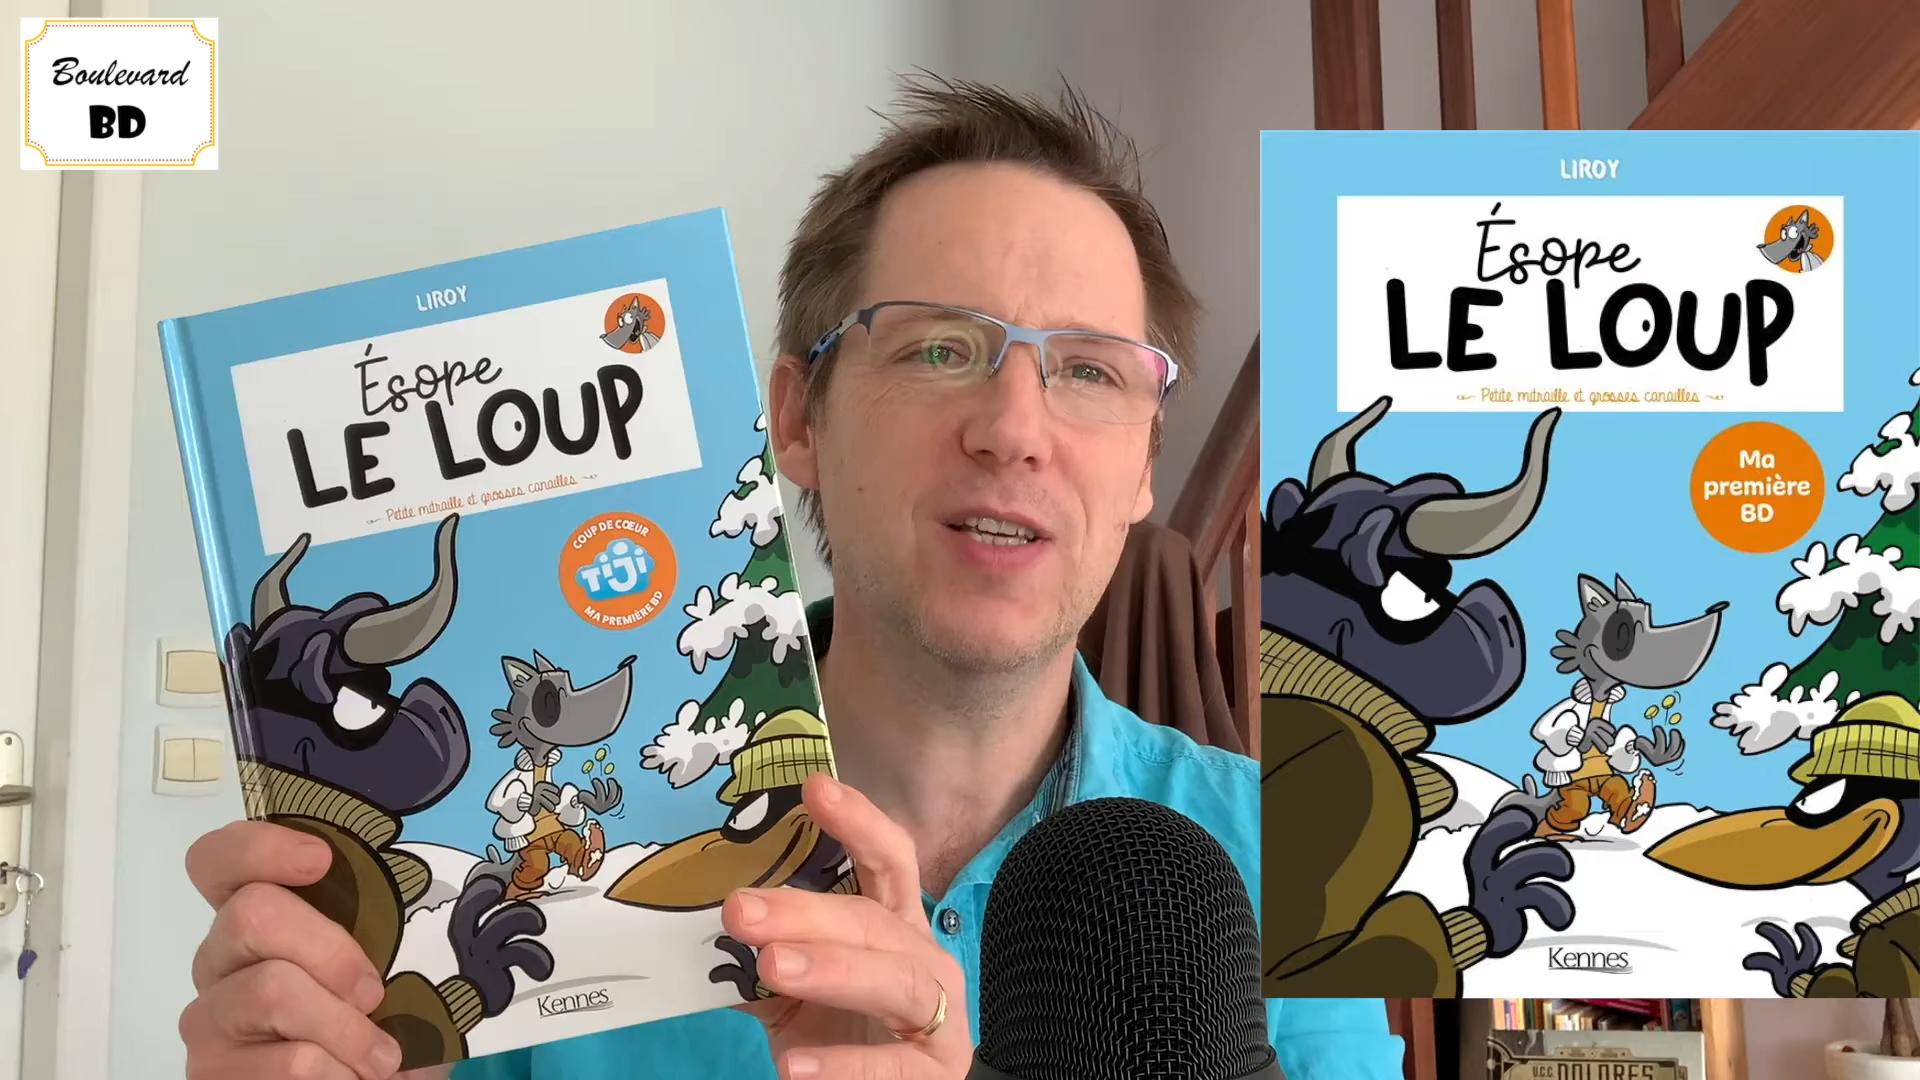 Boulevard
BD
LIROY
Ésope
LE LOUP
Petite mitraille et grosses canailles
COUP DE CŒUR
TiJi
MA PREMIÈRE BD
Kennes
LIROY
Ésope
LE LOUP
Petite mitraille et grosses canailles
Ma
première
BD
Kennes
U.C.C. DOLORES